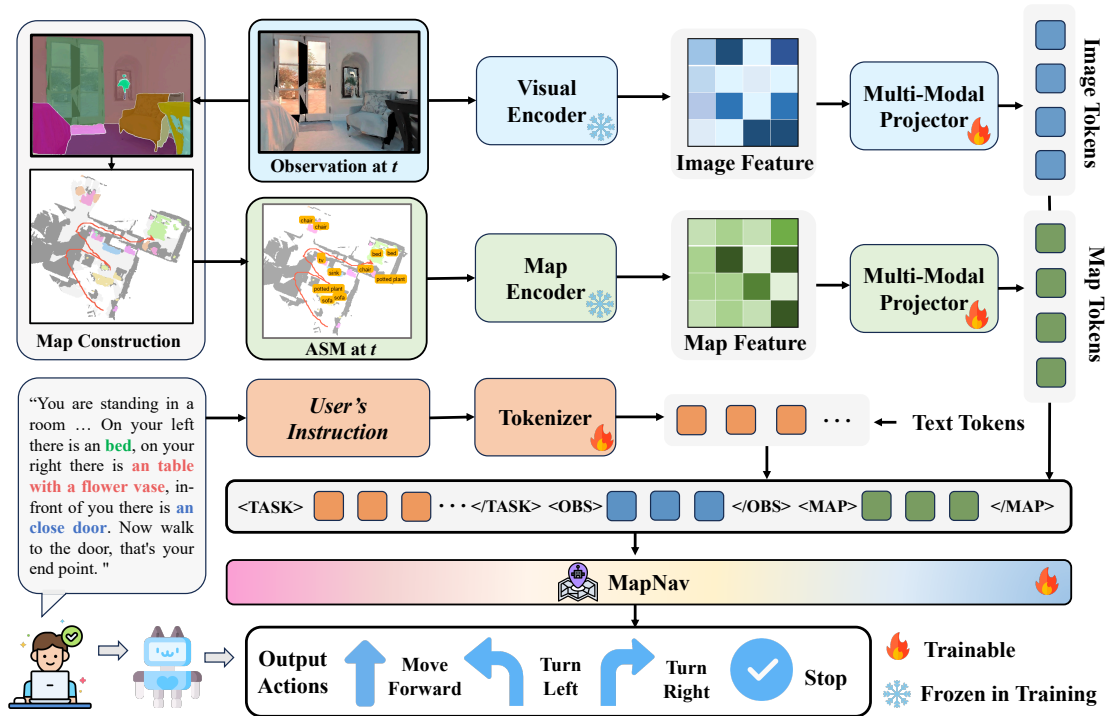 Observation at t
Visual
Encoder
Image Feature
Multi-Modal
Projector
Image Tokens
Map Construction
chair
chair
bed
bed
tv
sink
chair
potted plant
potted plant
sofa
sofa
ASM at t
Map
Encoder
Map Feature
Multi-Modal
Projector
Map Tokens
“You are standing in a
room … On your left
there is an bed, on your
right there is an table
with a flower vase, in-
front of you there is an
close door. Now walk
to the door, that's your
end point. "
User’s
Instruction
Tokenizer
···
Text Tokens
<TASK> ··· </TASK> <OBS> </OBS> <MAP> </MAP>
MapNav
Output
Actions
Move
Forward
Turn
Left
Turn
Right
Stop
Trainable
Frozen in Training